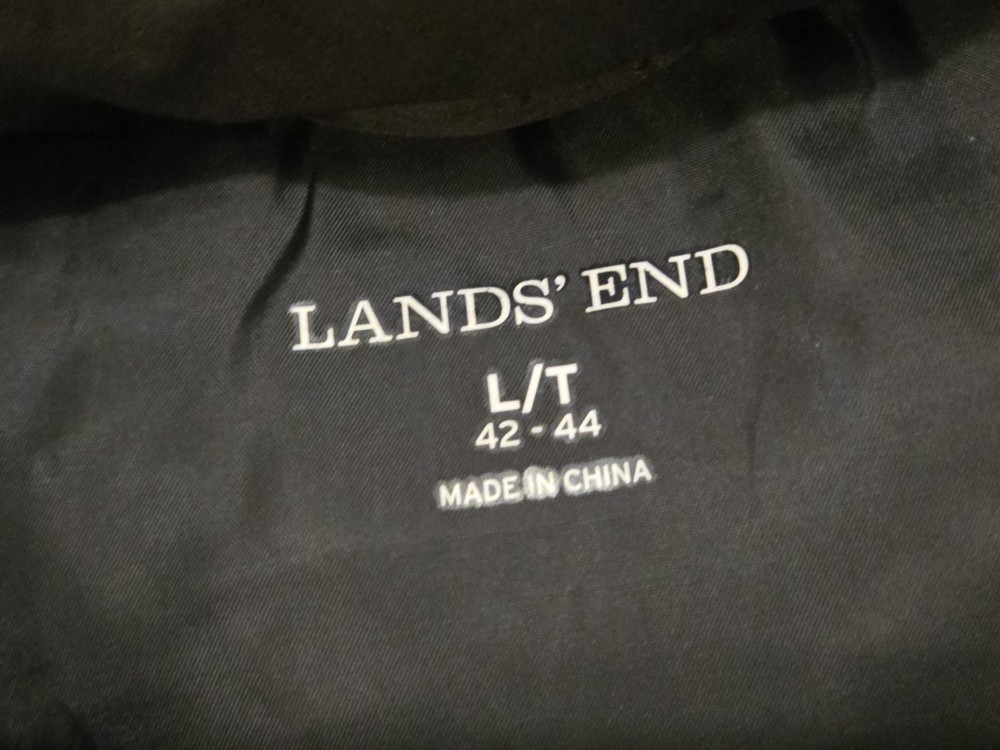 LANDS' END
L/T
42 - 44
MADE IN CHINA